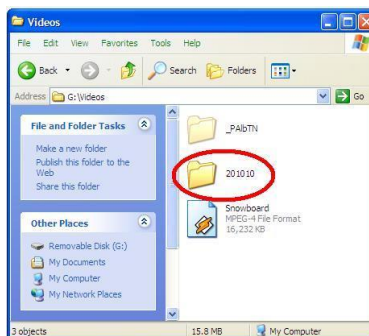 Videos
File Edit View Favorites Tools Help
Back Search Folders
Address G:\Videos Go
File and Folder Tasks
Make a new folder
Publish this folder to the
Web
Share this folder
Other Places
Removable Disk (G:)
My Documents
My Computer
My Network Places
_PAlbTN
201010
Snowboard
MPEG-4 File Format
16,232 KB
3 objects 15.8 MB My Computer